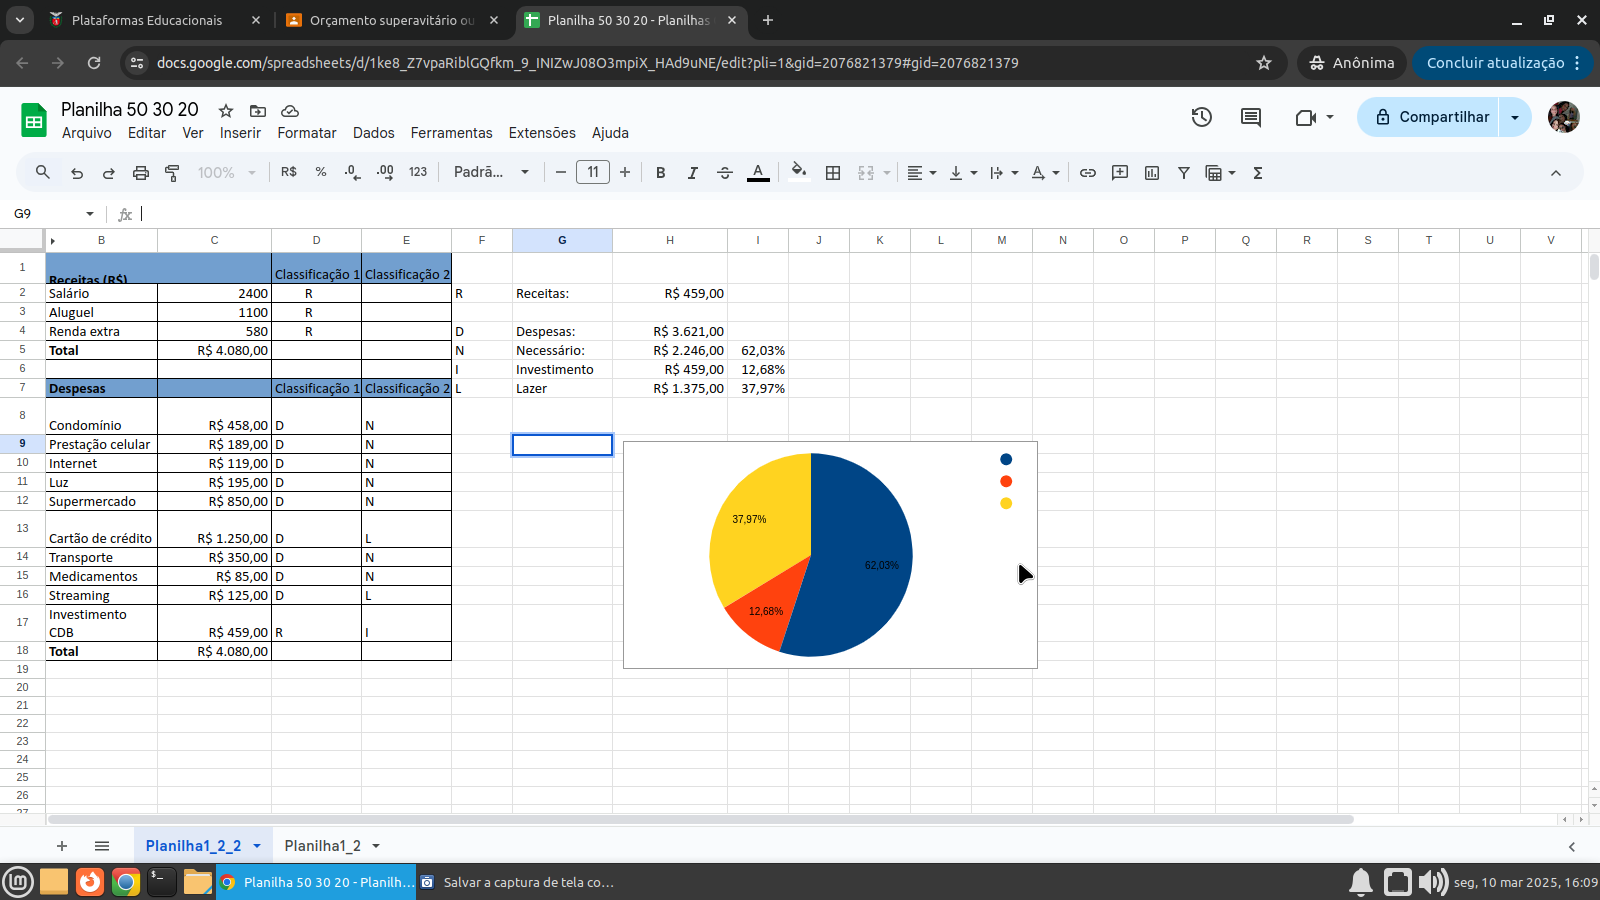 Plataformas Educacionais
Orçamento superavitário ou
Planilha 50 30 20 - Planilhas
docs.google.com/spreadsheets/d/1ke8_Z7vpaRiblGQfkm_9_INIZwJ08O3mpiX_HAd9uNE/edit?pli=1&gid=2076821379#gid=2076821379
Anônima
Concluir atualização
Planilha 50 30 20
Arquivo Editar Ver Inserir Formatar Dados Ferramentas Extensões Ajuda
Compartilhar
100% R$ % .0 .00 123 Padrã... 11 B I A
G9 fx
B C D E F G H I J K L M N O P Q R S T U V
1 Receitas (R$) Classificação 1 Classificação 2
2 Salário 2400 R R Receitas: R$ 459,00
3 Aluguel 1100 R
4 Renda extra 580 R D Despesas: R$ 3.621,00
5 Total R$ 4.080,00 N Necessário: R$ 2.246,00 62,03%
6 I Investimento R$ 459,00 12,68%
7 Despesas Classificação 1 Classificação 2 L Lazer R$ 1.375,00 37,97%
8 Condomínio R$ 458,00 D N
9 Prestação celular R$ 189,00 D N
10 Internet R$ 119,00 D N
11 Luz R$ 195,00 D N
12 Supermercado R$ 850,00 D N
13 Cartão de crédito R$ 1.250,00 D L
14 Transporte R$ 350,00 D N
15 Medicamentos R$ 85,00 D N
16 Streaming R$ 125,00 D L
17 Investimento
CDB R$ 459,00 R I
18 Total R$ 4.080,00
19
20
21
22
23
24
25
26
27
37,97%
62,03%
12,68%
Planilha1_2_2 Planilha1_2
Planilha 50 30 20 - Planilh... Salvar a captura de tela co... seg, 10 mar 2025, 16:09